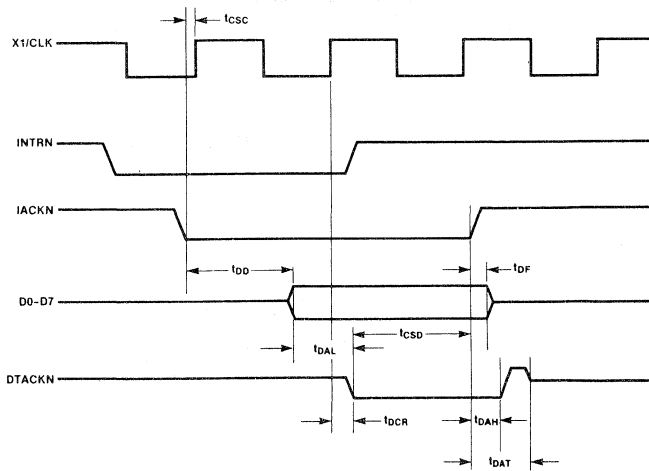 tCSC
X1/CLK
INTRN
IACKN
tDD
tDF
D0-D7
tCSD
tDAL
DTACKN
tDCR
tDAH
tDAT